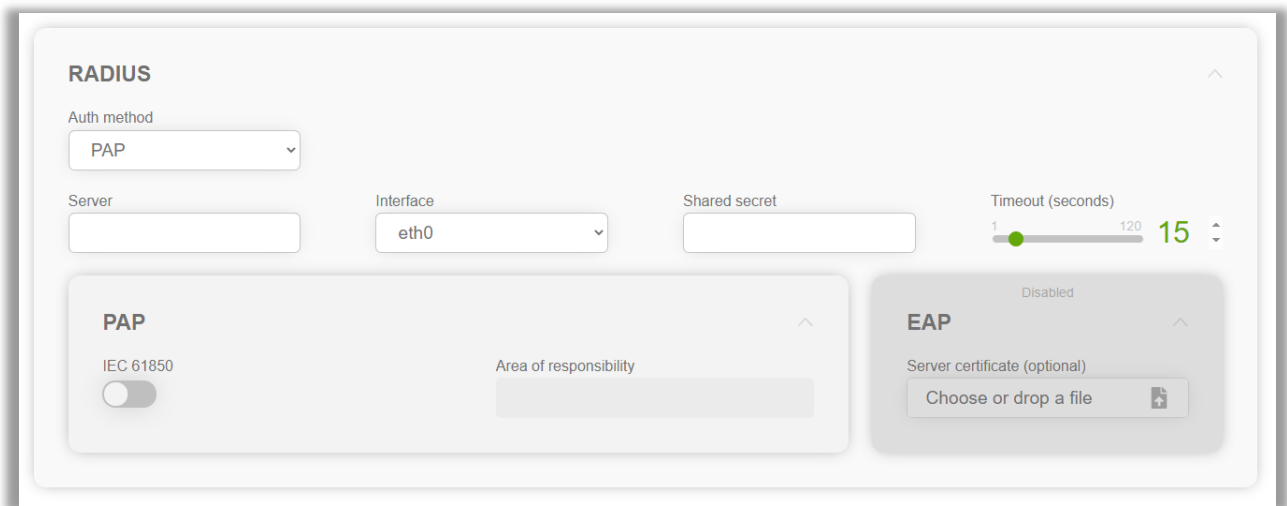 RADIUS
Auth method
PAP
Server
Interface
Shared secret
Timeout (seconds)
eth0
1
120
15
Disabled
PAP
EAP
IEC 61850
Area of responsibility
Server certificate (optional)
Choose or drop a file